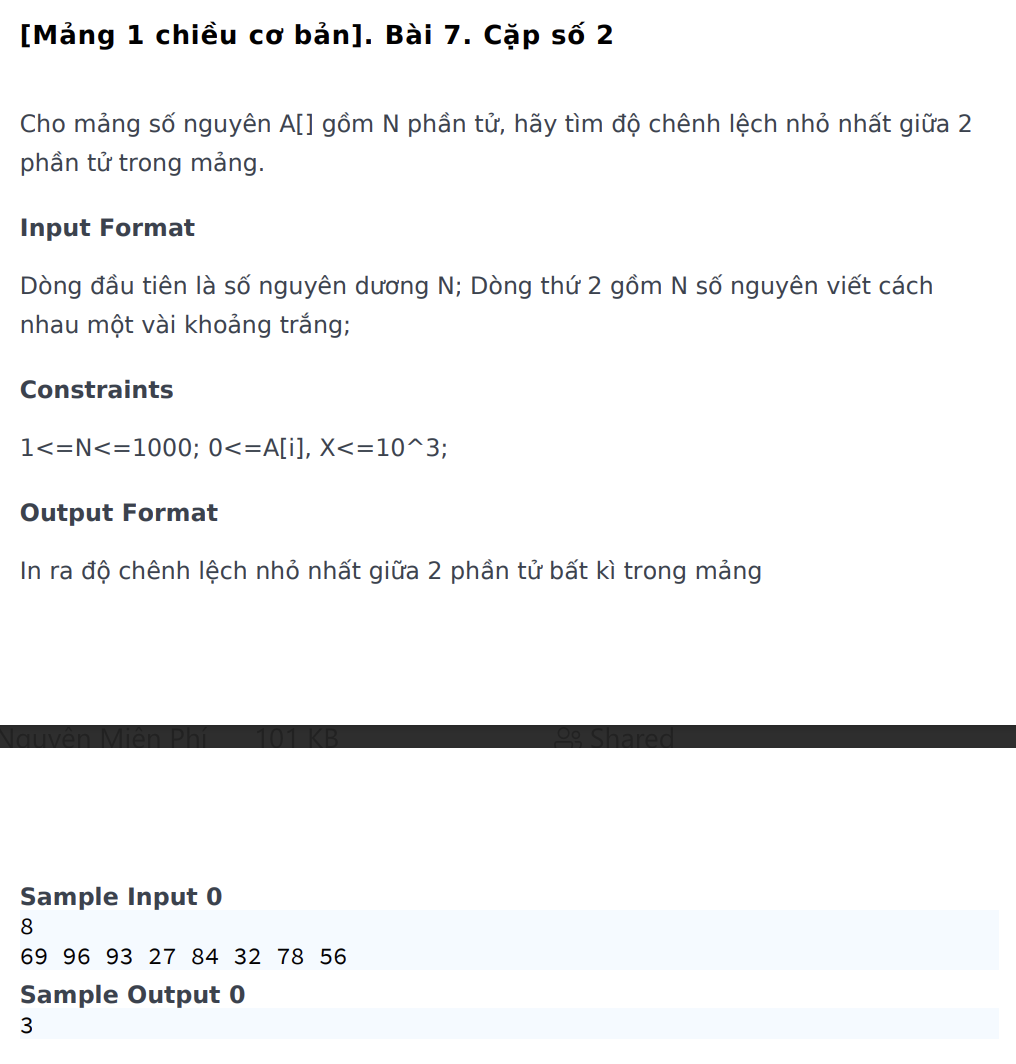 [Mảng 1 chiều cơ bản]. Bài 7. Cặp số 2
Cho mảng số nguyên A[] gồm N phần tử, hãy tìm độ chênh lệch nhỏ nhất giữa 2
phần tử trong mảng.
Input Format
Dòng đầu tiên là số nguyên dương N; Dòng thứ 2 gồm N số nguyên viết cách
nhau một vài khoảng trắng;
Constraints
1<=N<=1000; 0<=A[i], X<=10^3;
Output Format
In ra độ chênh lệch nhỏ nhất giữa 2 phần tử bất kì trong mảng
Nguyên Miễn Phí 101 KB Shared
Sample Input 0
8
69 96 93 27 84 32 78 56
Sample Output 0
3